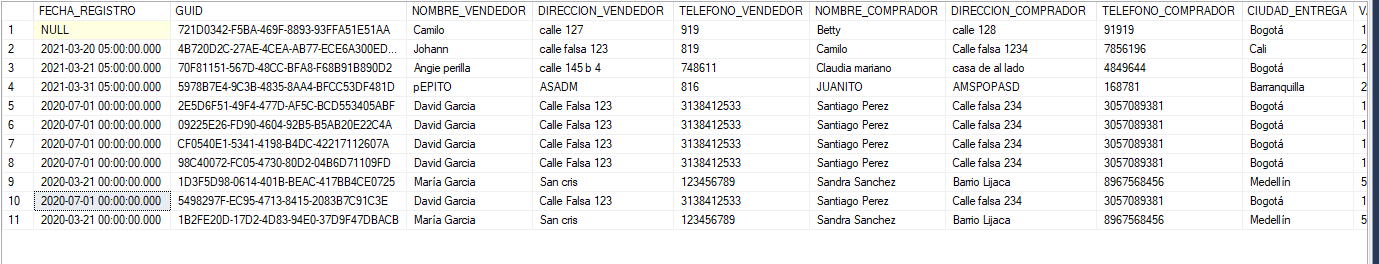 FECHA_REGISTRO GUID NOMBRE_VENDEDOR DIRECCION_VENDEDOR TELEFONO_VENDEDOR NOMBRE_COMPRADOR DIRECCION_COMPRADOR TELEFONO_COMPRADOR CIUDAD_ENTREGA
1 NULL 721D0342-F5BA-469F-8893-93FFA51E51AA Camilo calle 127 919 Betty calle 128 91919 Bogotá 1
2 2021-03-20 05:00:00.000 4B720D2C-27AE-4CEA-AB77-ECE6A300ED... Johann calle falsa 123 819 Camilo Calle Falsa 1234 7856196 Cali 2
3 2021-03-21 05:00:00.000 70F81151-567D-48CC-BFA8-F68B91B890D2 Angie perilla calle 145 b 4 748611 Claudia mariano casa de al lado 4849644 Bogotá 1
4 2021-03-31 05:00:00.000 5978B7E4-9C3B-4835-8AA4-BFCC53DF481D pEPITO ASADM 816 JUANITO AMSPOPASD 168781 Barranquilla 2
5 2020-07-01 00:00:00.000 2E5D6F51-49F4-477D-AF5C-BCD553405ABF David Garcia Calle Falsa 123 3138412533 Santiago Perez Calle falsa 234 3057089381 Bogotá 1
6 2020-07-01 00:00:00.000 09225E26-FD90-4604-92B5-B5AB20E22C4A David Garcia Calle Falsa 123 3138412533 Santiago Perez Calle falsa 234 3057089381 Bogotá 1
7 2020-07-01 00:00:00.000 CF0540E1-5341-4198-B4DC-42217112607A David Garcia Calle Falsa 123 3138412533 Santiago Perez Calle falsa 234 3057089381 Bogotá 1
8 2020-07-01 00:00:00.000 98C40072-FC05-4730-80D2-04B6D71109FD David Garcia Calle Falsa 123 3138412533 Santiago Perez Calle falsa 234 3057089381 Bogotá 1
9 2020-03-21 00:00:00.000 1D3F5D98-0614-401B-BEAC-417BB4CE0725 María Garcia San cris 123456789 Sandra Sanchez Barrio Lijaca 8967568456 Medellín 5
10 2020-07-01 00:00:00.000 5498297F-EC95-4713-8415-2083B7C91C3E David Garcia Calle Falsa 123 3138412533 Santiago Perez Calle falsa 234 3057089381 Bogotá 1
11 2020-03-21 00:00:00.000 1B2FE20D-17D2-4D83-94E0-37D9F47DBACB María Garcia San cris 123456789 Sandra Sanchez Barrio Lijaca 8967568456 Medellín 5